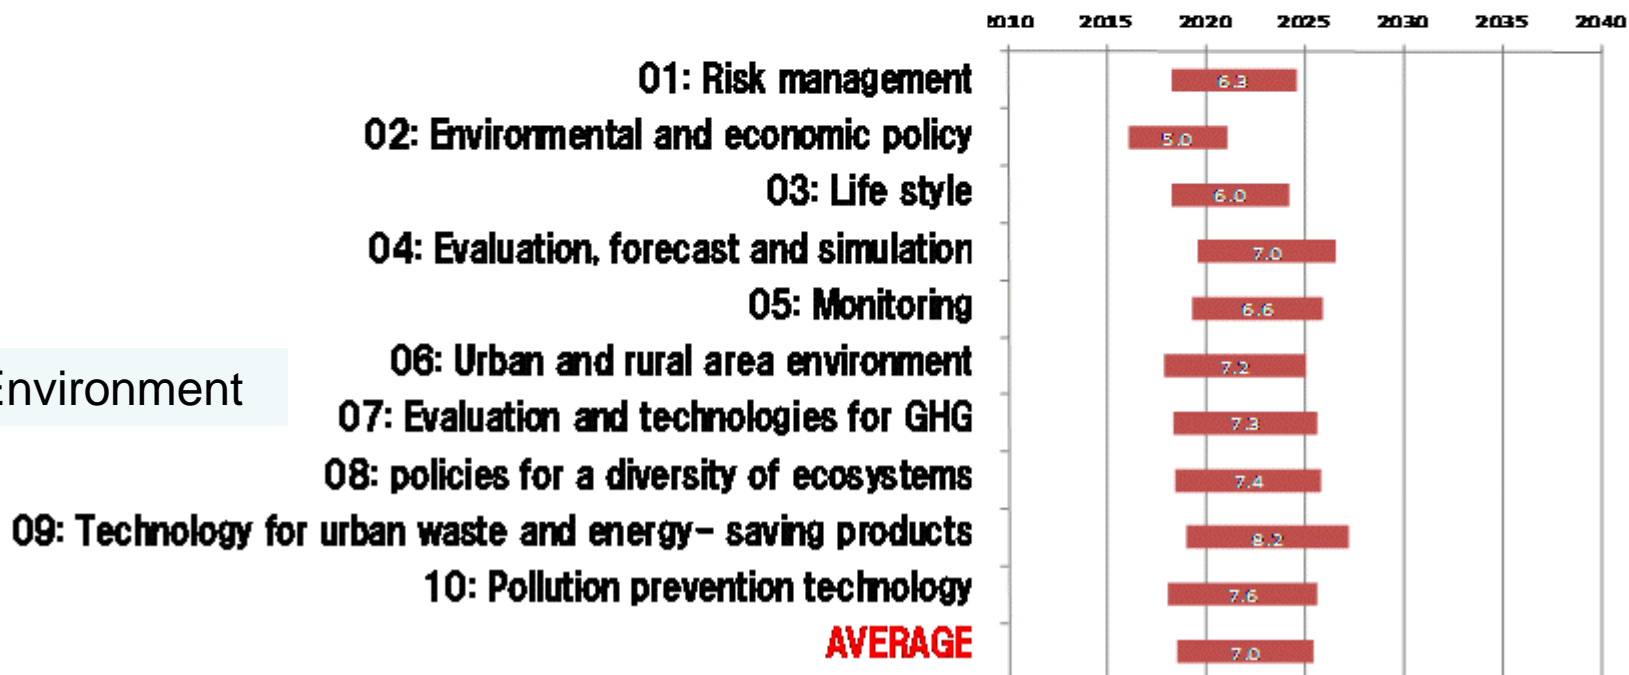 2010 2015 2020 2025 2030 2035 2040
01: Risk management 6.3
02: Environmental and economic policy 5.0
03: Life style 6.0
04: Evaluation, forecast and simulation 7.0
05: Monitoring 6.6
Environment
06: Urban and rural area environment 7.2
07: Evaluation and technologies for GHG 7.3
08: policies for a diversity of ecosystems 7.4
09: Technology for urban waste and energy- saving products 8.2
10: Pollution prevention technology 7.6
AVERAGE 7.0